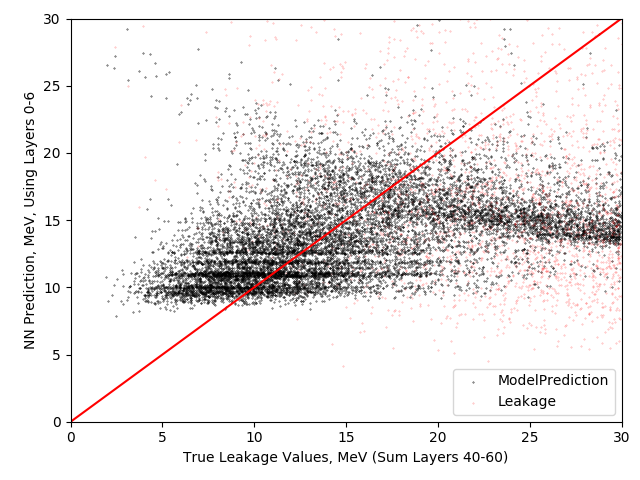 30
25
20
15
10
5
0
NN Prediction, MeV, Using Layers 0-6
ModelPrediction
Leakage
0 5 10 15 20 25 30
True Leakage Values, MeV (Sum Layers 40-60)